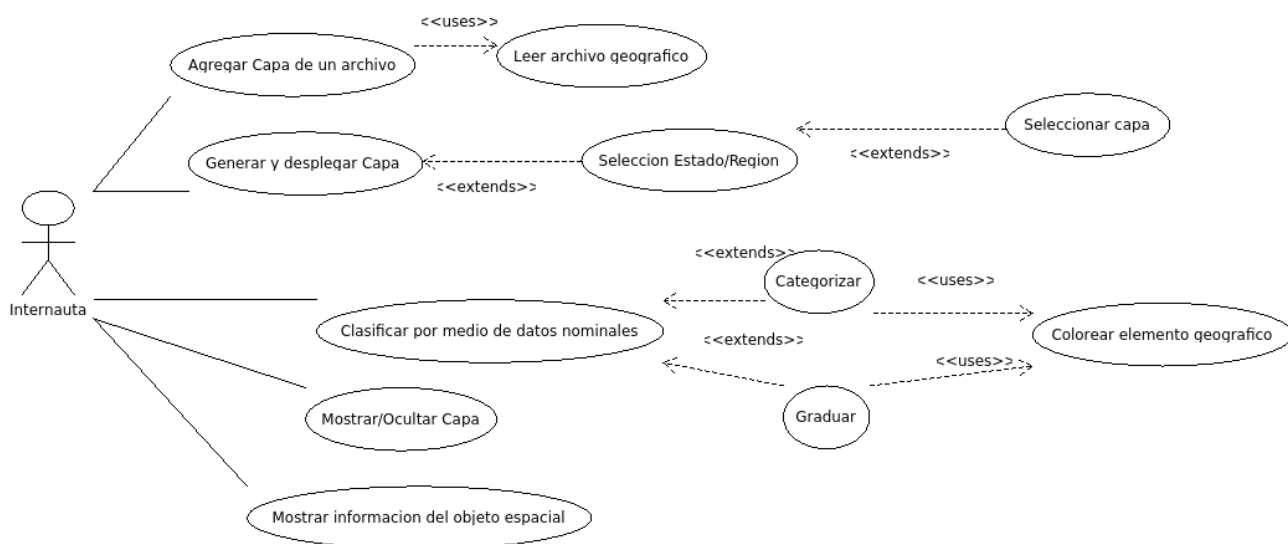 <<uses>>
Agregar Capa de un archivo
Leer archivo geografico
Seleccionar capa
<<extends>>
Generar y desplegar Capa
Seleccion Estado/Region
<<extends>>
Internauta
<<extends>>
Categorizar
<<uses>>
Clasificar por medio de datos nominales
<<extends>>
Colorear elemento geografico
<<uses>>
Mostrar/Ocultar Capa
Graduar
Mostrar informacion del objeto espacial